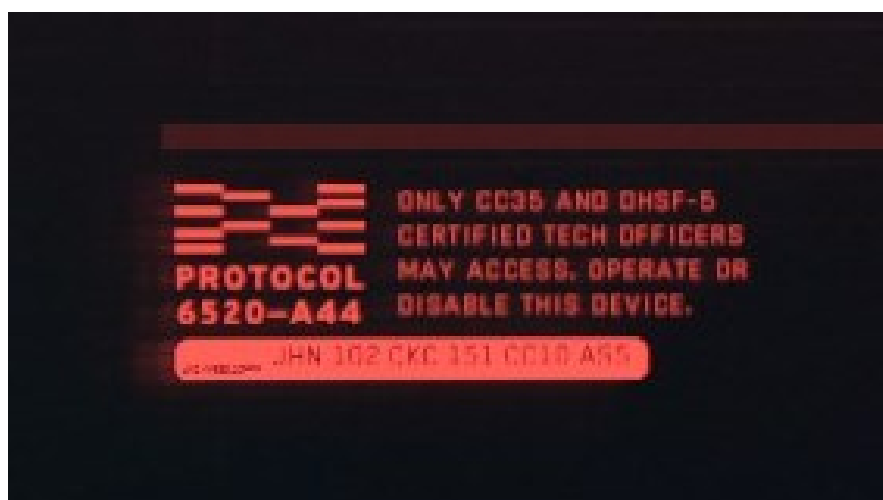 PROTOCOL
6520-A44
ONLY CC35 AND DHSF-5
CERTIFIED TECH OFFICERS
MAY ACCESS, OPERATE OR
DISABLE THIS DEVICE.
JHN 102 CKC 151 CC10 A55